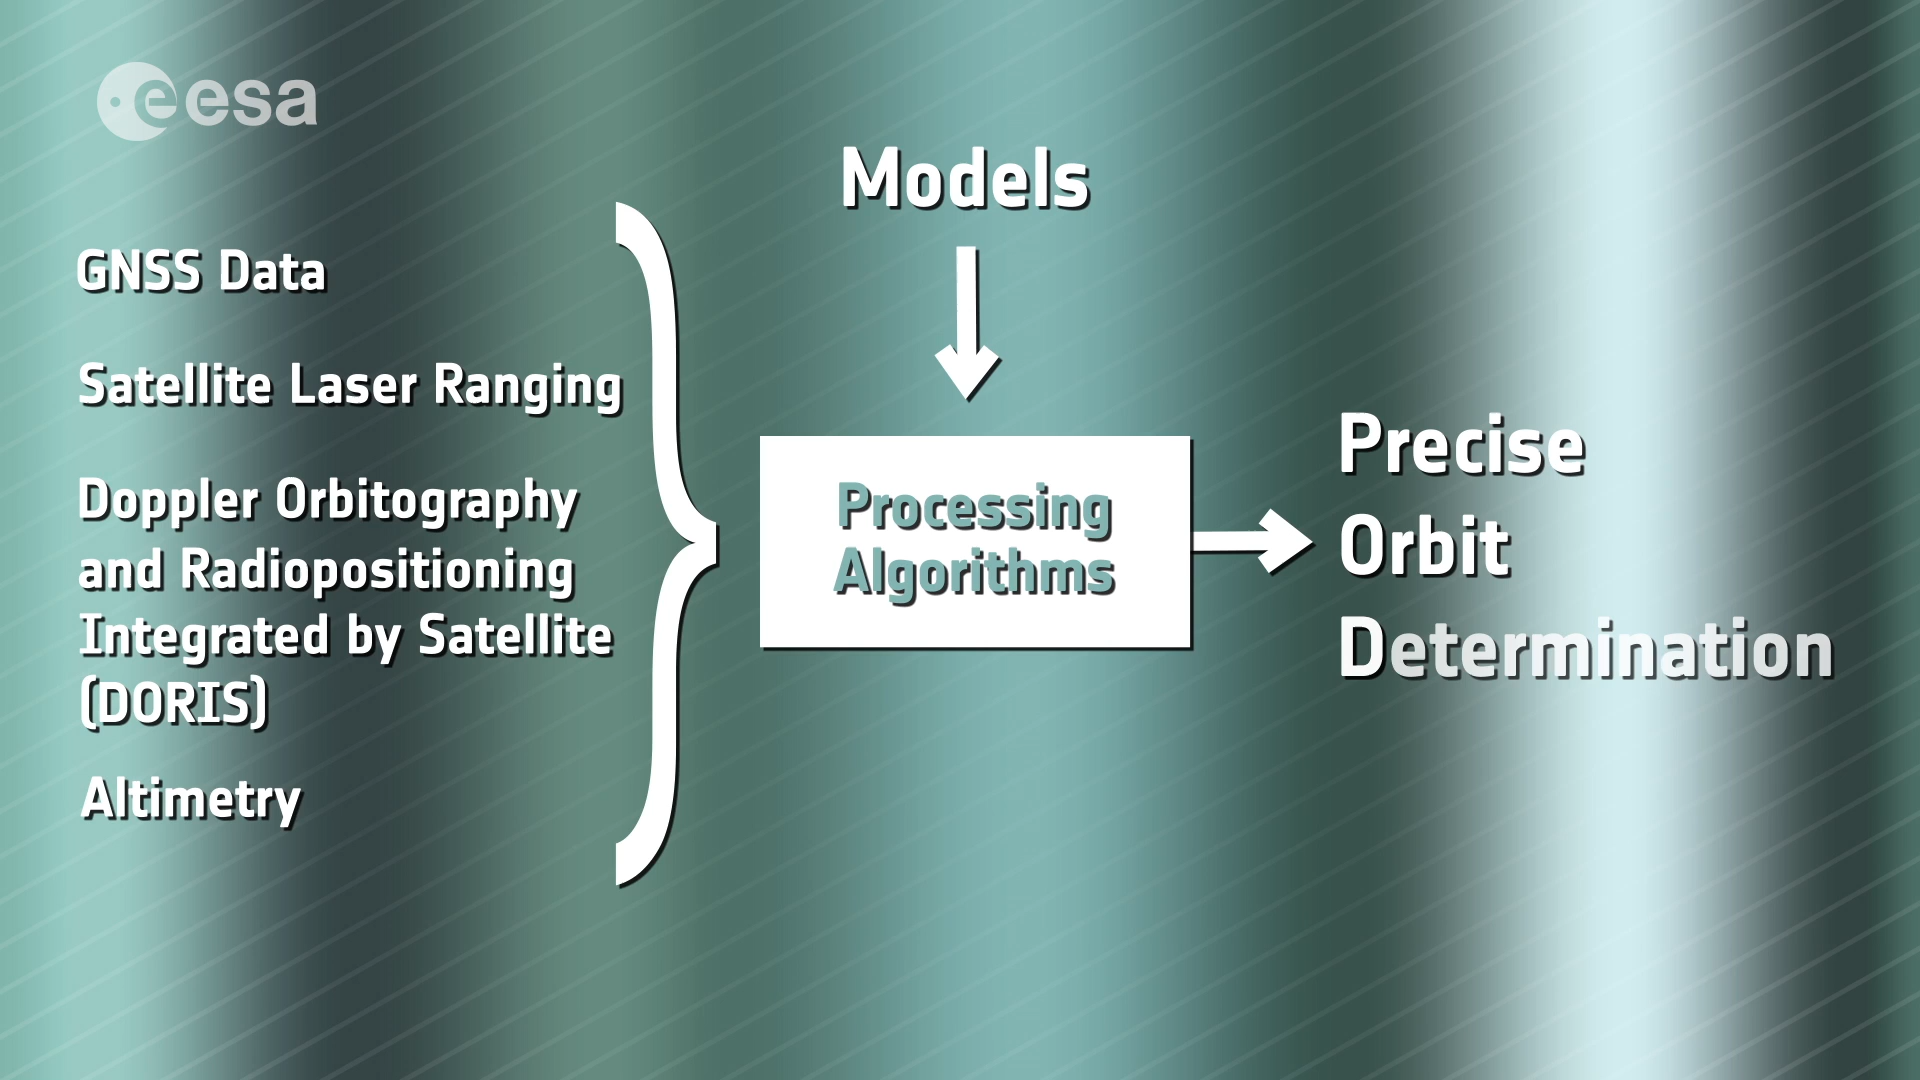 esa
GNSS Data
Satellite Laser Ranging
Doppler Orbitography
and Radiopositioning
Integrated by Satellite
(DORIS)
Altimetry
Models
Processing
Algorithms
Precise
Orbit
Determination